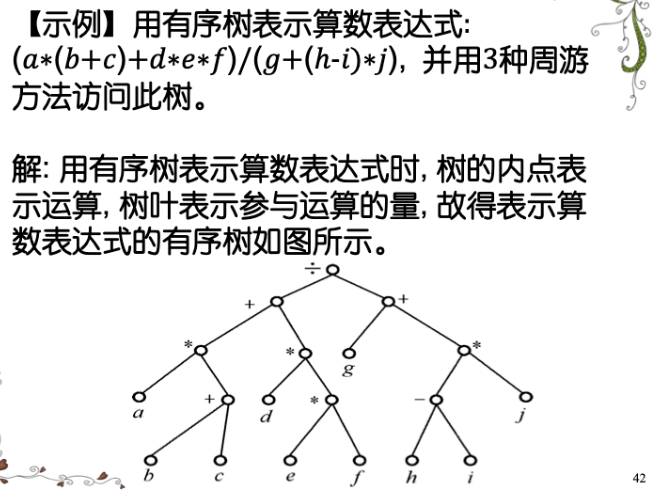 【示例】用有序树表示算数表达式:
(a*(b+c)+d*e*f)/(g+(h-i)*j), 并用3种周游
方法访问此树。
解: 用有序树表示算数表达式时, 树的内点表
示运算, 树叶表示参与运算的量, 故得表示算
数表达式的有序树如图所示。
÷
+ +
* * g *
a + d * − j
b c e f h i
42